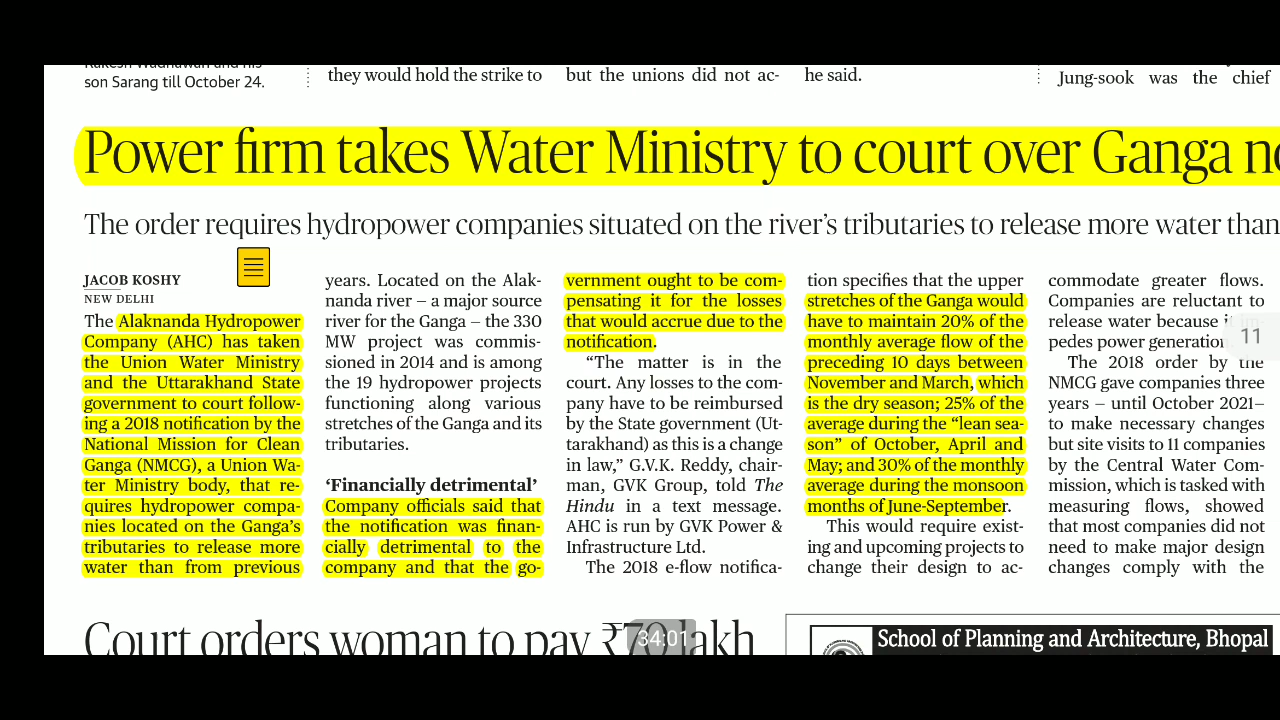 son Sarang till October 24.
they would hold the strike to
but the unions did not ac-
he said.
Jung-sook was the chief
Power firm takes Water Ministry to court over Ganga
The order requires hydropower companies situated on the river's tributaries to release more water than
JACOB KOSHY
NEW DELHI
The Alaknanda Hydropower
Company (AHC) has taken
the Union Water Ministry
and the Uttarakhand State
government to court follow-
ing a 2018 notification by the
National Mission for Clean
Ganga (NMCG), a Union Wa-
ter Ministry body, that re-
quires hydropower compa-
nies located on the Ganga's
tributaries to release more
water than from previous
years. Located on the Alak-
nanda river – a major source
river for the Ganga – the 330
MW project was commis-
sioned in 2014 and is among
the 19 hydropower projects
functioning along various
stretches of the Ganga and its
tributaries.
‘Financially detrimental’
Company officials said that
the notification was finan-
cially detrimental to the
company and that the go-
vernment ought to be com-
pensating it for the losses
that would accrue due to the
notification.
“The matter is in the
court. Any losses to the com-
pany have to be reimbursed
by the State government (Ut-
tarakhand) as this is a change
in law,” G.V.K. Reddy, chair-
man, GVK Group, told The
Hindu in a text message.
AHC is run by GVK Power &
Infrastructure Ltd.
The 2018 e-flow notifica-
tion specifies that the upper
stretches of the Ganga would
have to maintain 20% of the
monthly average flow of the
preceding 10 days between
November and March, which
is the dry season; 25% of the
average during the “lean sea-
son” of October, April and
May; and 30% of the monthly
average during the monsoon
months of June-September.
This would require exist-
ing and upcoming projects to
change their design to ac-
commodate greater flows.
Companies are reluctant to
release water because
pedes power generation
The 2018 order by the
NMCG gave companies three
years – until October 2021–
to make necessary changes
but site visits to 11 companies
by the Central Water Com-
mission, which is tasked with
measuring flows, showed
that most companies did not
need to make major design
changes comply with the
11
Court orders woman to pay ₹70 lakh
34:01
School of Planning and Architecture, Bhopal